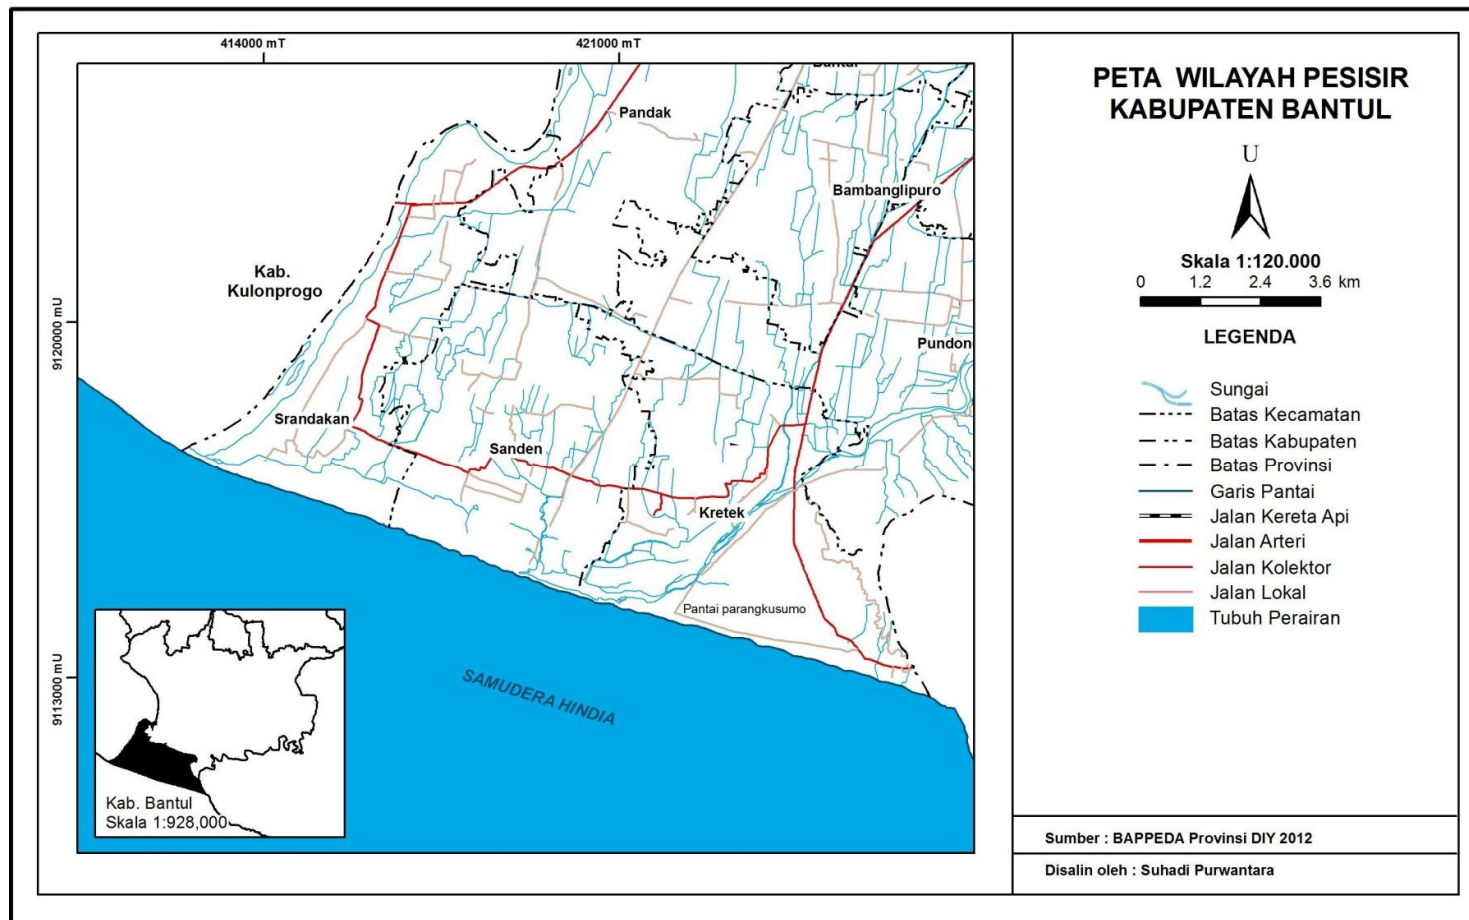 414000 mT
421000 mT
9120000 mU
9113000 mU
Bantul
Pandak
Bambanglipuro
Kab.
Kulonprogo
Pundon
Srandakan
Sanden
Kretek
Pantai parangkusumo
SAMUDERA HINDIA
Kab. Bantul
Skala 1:928,000
PETA WILAYAH PESISIR
KABUPATEN BANTUL
U
Skala 1:120.000
0 1.2 2.4 3.6 km
LEGENDA
Sungai
Batas Kecamatan
Batas Kabupaten
Batas Provinsi
Garis Pantai
Jalan Kereta Api
Jalan Arteri
Jalan Kolektor
Jalan Lokal
Tubuh Perairan
Sumber : BAPPEDA Provinsi DIY 2012
Disalin oleh : Suhadi Purwantara